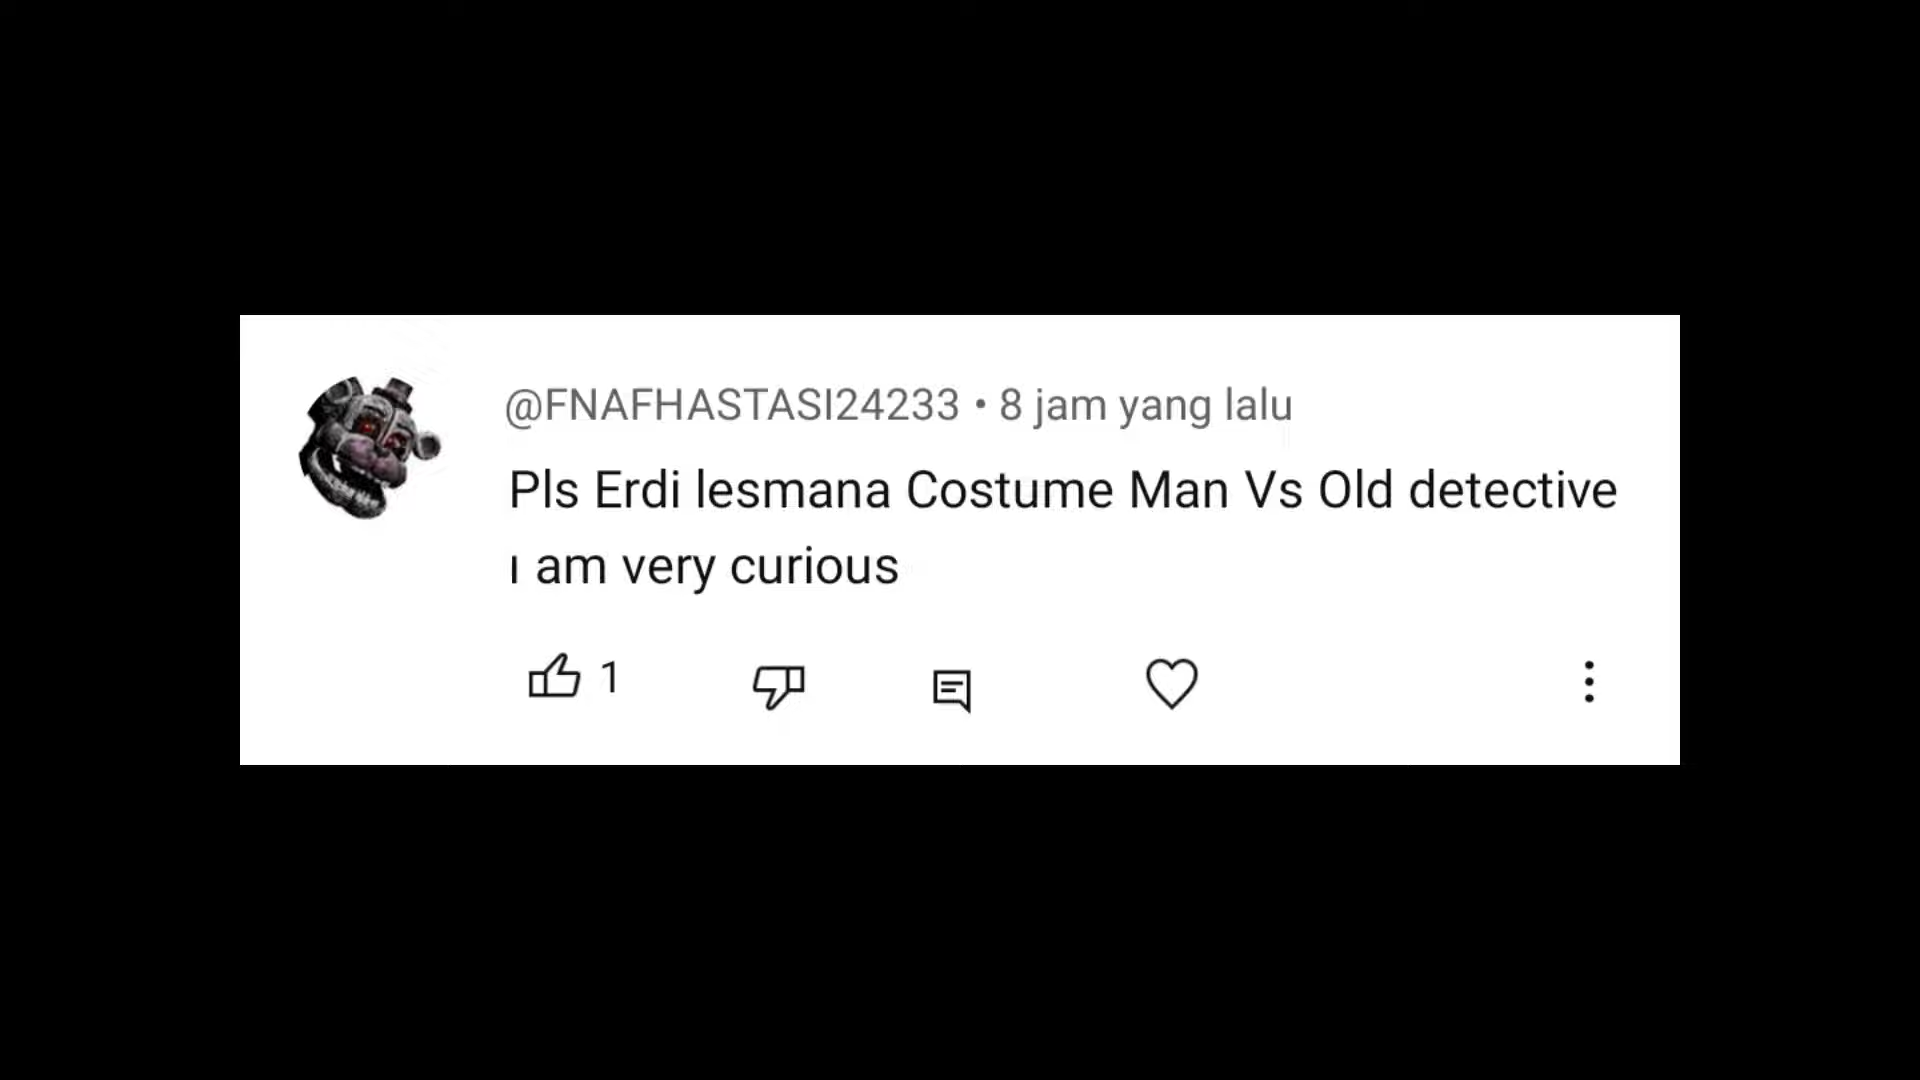 @FNAFHASTASI24233 • 8 jam yang lalu
Pls Erdi lesmana Costume Man Vs Old detective
ı am very curious
1